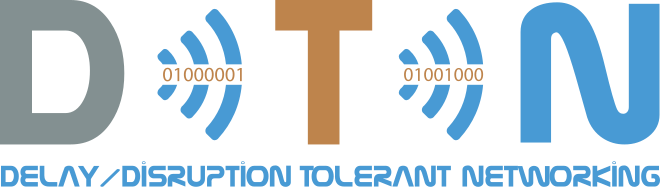 D 01000001 T 01001000 N
DELAY/DISRUPTION TOLERANT NETWORKING